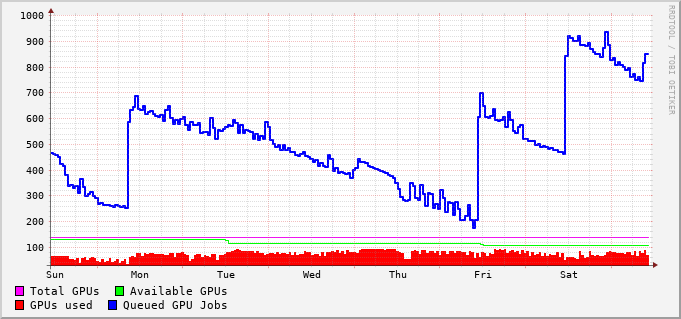 1000
900
800
700
600
500
400
300
200
100
Sun Mon Tue Wed Thu Fri Sat
Total GPUs Available GPUs
GPUs used Queued GPU Jobs
RRDTOOL / TOBI OETIKER